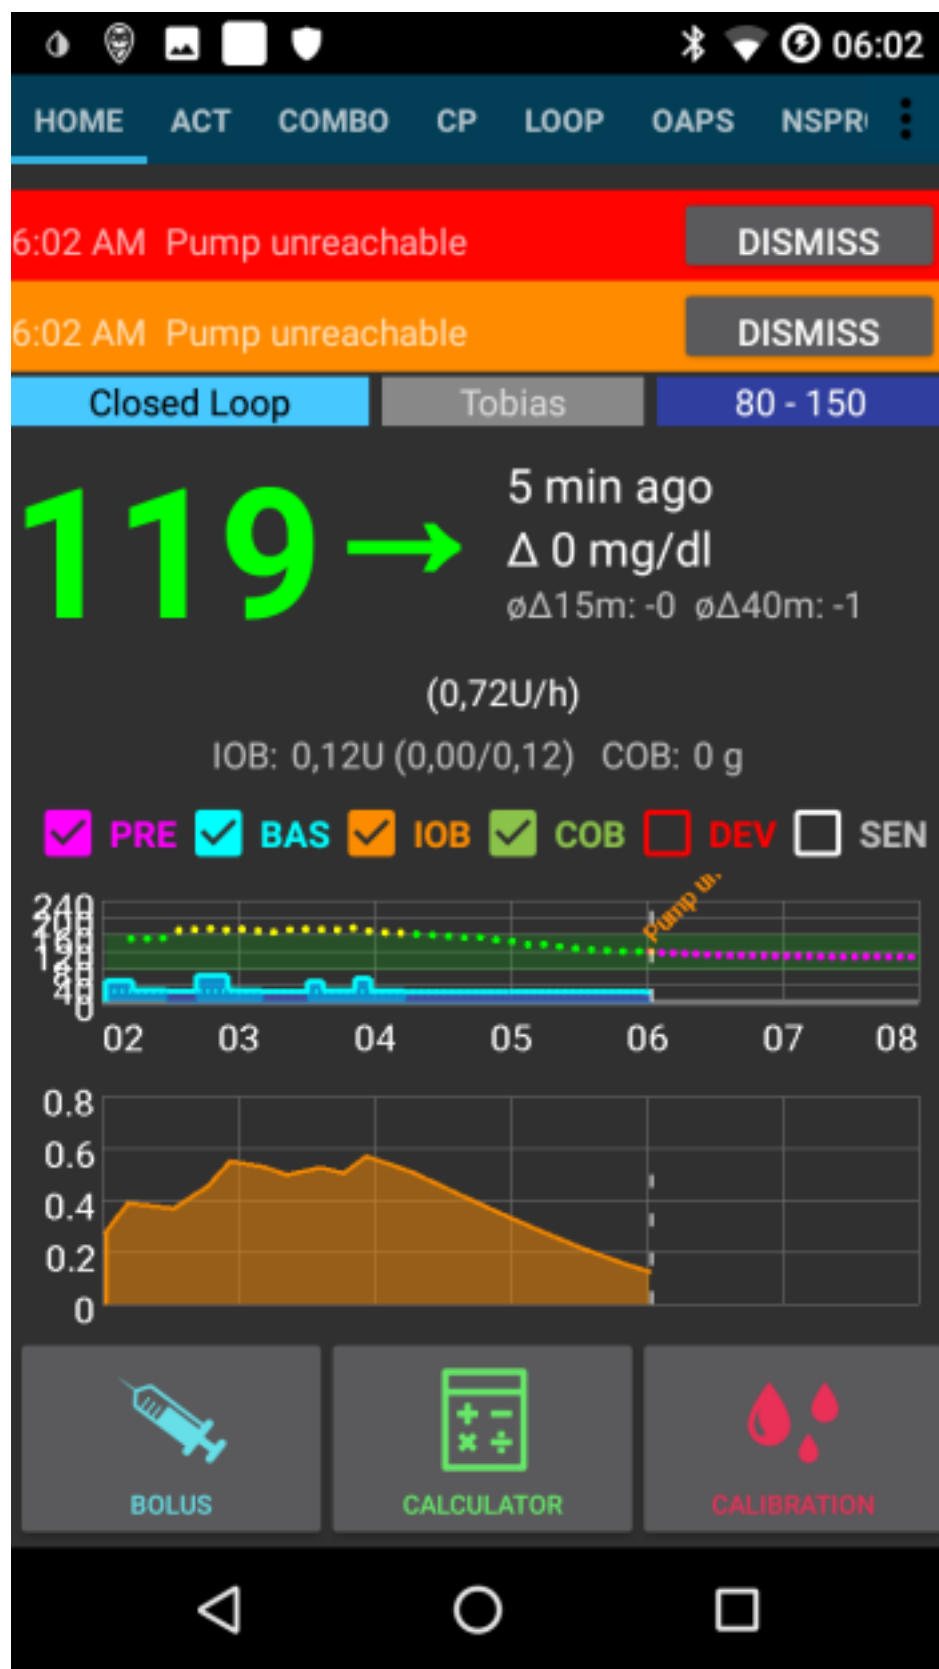 06:02
HOME ACT COMBO CP LOOP OAPS NSPR
6:02 AM Pump unreachable DISMISS
6:02 AM Pump unreachable DISMISS
Closed Loop Tobias 80 - 150
119 → 5 min ago
Δ 0 mg/dl
øΔ15m: -0 øΔ40m: -1
(0,72U/h)
IOB: 0,12U (0,00/0,12) COB: 0 g
PRE BAS IOB COB DEV SEN
Pump un
240
0
02 03 04 05 06 07 08
0.8
0.6
0.4
0.2
0
BOLUS CALCULATOR CALIBRATION